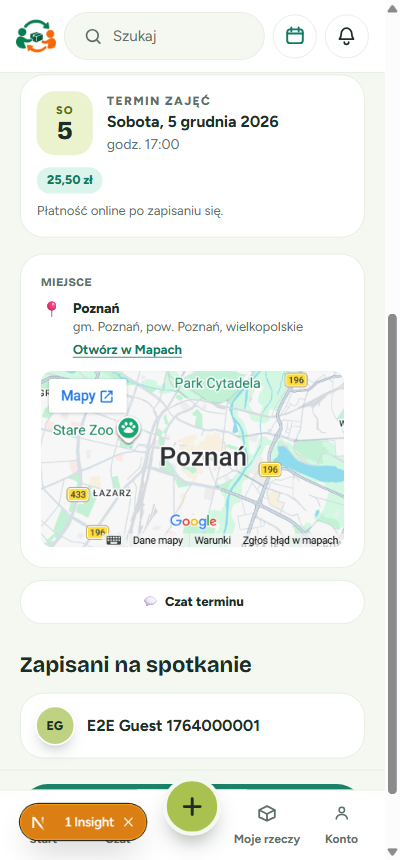 Szukaj
SO
5
TERMIN ZAJĘĆ
Sobota, 5 grudnia 2026
godz. 17:00
25,50 zł
Płatność online po zapisaniu się.
MIEJSCE
Poznań
gm. Poznań, pow. Poznań, wielkopolskie
Otwórz w Mapach
Mapy
Park Cytadela
196
Stare Zoo
Poznań
196
433
ŁAZARZ
196
Google
Dane mapy
Warunki
Zgłoś błąd w mapach
Czat terminu
Zapisani na spotkanie
EG
E2E Guest 1764000001
N
1 Insight
Moje rzeczy
Konto